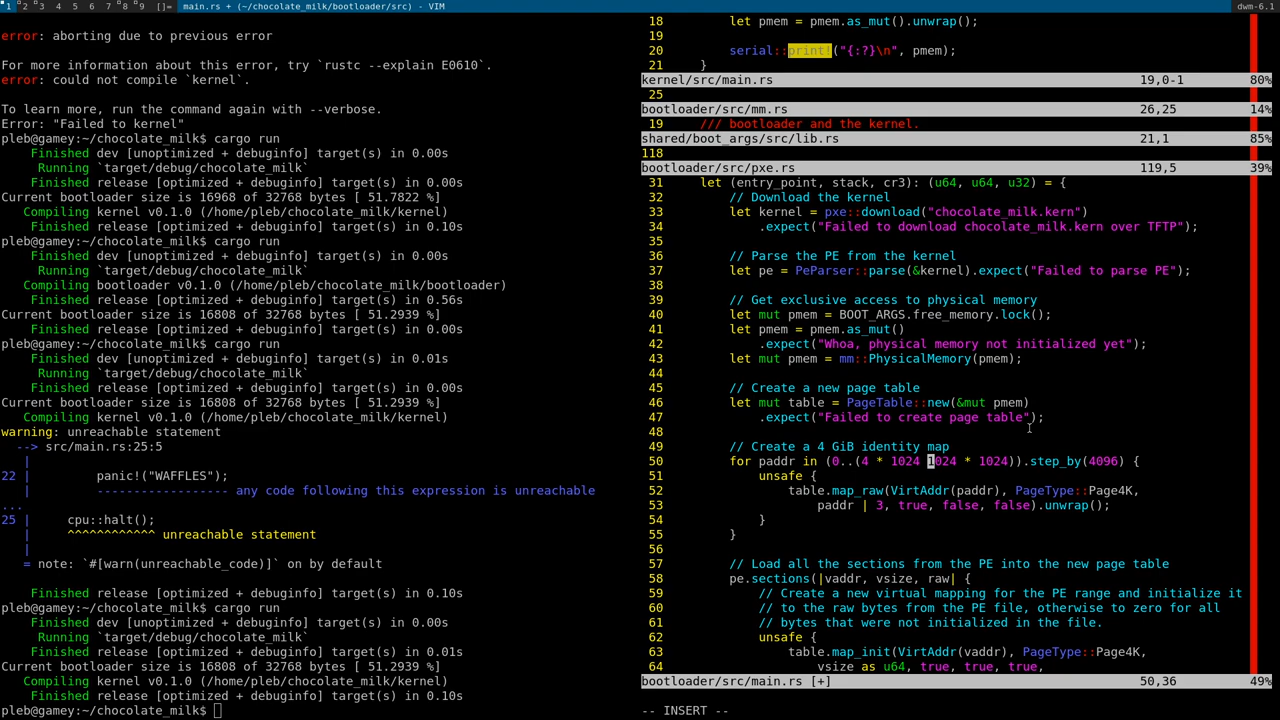 1 2 3 4 5 6 7 8 9 []= main.rs + (~/chocolate_milk/bootloader/src) - VIM dwm-6.1
error: aborting due to previous error
For more information about this error, try `rustc --explain E0610`.
error: could not compile `kernel`.
To learn more, run the command again with --verbose.
Error: "Failed to kernel"
pleb@gamey:~/chocolate_milk$ cargo run
Finished dev [unoptimized + debuginfo] target(s) in 0.00s
Running `target/debug/chocolate_milk`
Finished release [optimized + debuginfo] target(s) in 0.00s
Current bootloader size is 16968 of 32768 bytes [ 51.7822 %]
Compiling kernel v0.1.0 (/home/pleb/chocolate_milk/kernel)
Finished release [optimized + debuginfo] target(s) in 0.10s
pleb@gamey:~/chocolate_milk$ cargo run
Finished dev [unoptimized + debuginfo] target(s) in 0.00s
Running `target/debug/chocolate_milk`
Compiling bootloader v0.1.0 (/home/pleb/chocolate_milk/bootloader)
Finished release [optimized + debuginfo] target(s) in 0.56s
Current bootloader size is 16808 of 32768 bytes [ 51.2939 %]
Finished release [optimized + debuginfo] target(s) in 0.00s
pleb@gamey:~/chocolate_milk$ cargo run
Finished dev [unoptimized + debuginfo] target(s) in 0.01s
Running `target/debug/chocolate_milk`
Finished release [optimized + debuginfo] target(s) in 0.00s
Current bootloader size is 16808 of 32768 bytes [ 51.2939 %]
Compiling kernel v0.1.0 (/home/pleb/chocolate_milk/kernel)
warning: unreachable statement
--> src/main.rs:25:5
|
22 | panic!("WAFFLES");
| ------------------ any code following this expression is unreachable
...
25 | cpu::halt();
| ^^^^^^^^^^^^ unreachable statement
|
= note: `#[warn(unreachable_code)]` on by default
Finished release [optimized + debuginfo] target(s) in 0.10s
pleb@gamey:~/chocolate_milk$ cargo run
Finished dev [unoptimized + debuginfo] target(s) in 0.00s
Running `target/debug/chocolate_milk`
Finished release [optimized + debuginfo] target(s) in 0.01s
Current bootloader size is 16808 of 32768 bytes [ 51.2939 %]
Compiling kernel v0.1.0 (/home/pleb/chocolate_milk/kernel)
Finished release [optimized + debuginfo] target(s) in 0.10s
pleb@gamey:~/chocolate_milk$
18 let pmem = pmem.as_mut().unwrap();
19
20 serial::print!("{:?}\n", pmem);
21 }
kernel/src/main.rs 19,0-1 80%
25
bootloader/src/mm.rs 26,25 14%
19 /// bootloader and the kernel.
shared/boot_args/src/lib.rs 21,1 85%
118
bootloader/src/pxe.rs 119,5 39%
31 let (entry_point, stack, cr3): (u64, u64, u32) = {
32 // Download the kernel
33 let kernel = pxe::download("chocolate_milk.kern")
34 .expect("Failed to download chocolate_milk.kern over TFTP");
35
36 // Parse the PE from the kernel
37 let pe = PeParser::parse(&kernel).expect("Failed to parse PE");
38
39 // Get exclusive access to physical memory
40 let mut pmem = BOOT_ARGS.free_memory.lock();
41 let pmem = pmem.as_mut()
42 .expect("Whoa, physical memory not initialized yet");
43 let mut pmem = mm::PhysicalMemory(pmem);
44
45 // Create a new page table
46 let mut table = PageTable::new(&mut pmem)
47 .expect("Failed to create page table");
48
49 // Create a 4 GiB identity map
50 for paddr in (0..(4 * 1024 1024 * 1024)).step_by(4096) {
51 unsafe {
52 table.map_raw(VirtAddr(paddr), PageType::Page4K,
53 paddr | 3, true, false, false).unwrap();
54 }
55 }
56
57 // Load all the sections from the PE into the new page table
58 pe.sections(|vaddr, vsize, raw| {
59 // Create a new virtual mapping for the PE range and initialize it
60 // to the raw bytes from the PE file, otherwise to zero for all
61 // bytes that were not initialized in the file.
62 unsafe {
63 table.map_init(VirtAddr(vaddr), PageType::Page4K,
64 vsize as u64, true, true, true,
bootloader/src/main.rs [+] 50,36 49%
-- INSERT --